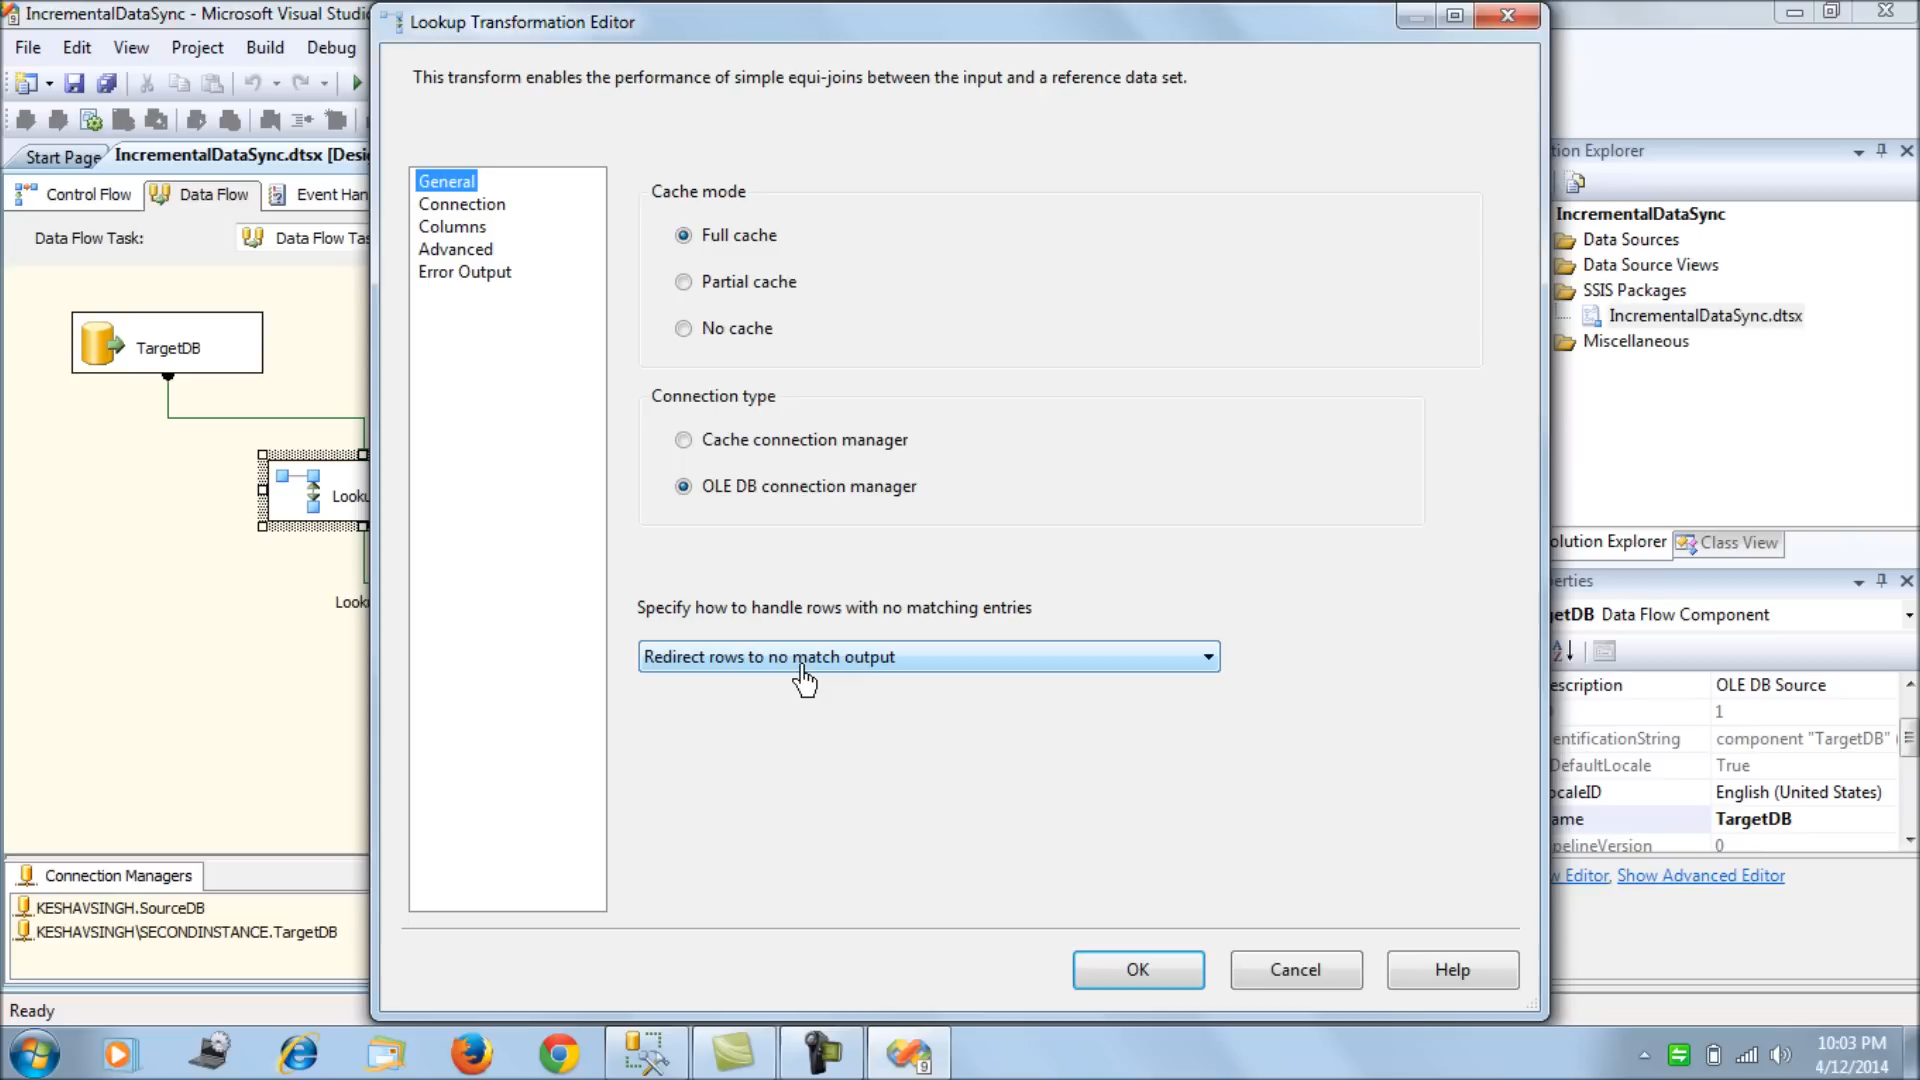 IncrementalDataSync - Microsoft Visual Studi
Lookup Transformation Editor
File Edit View Project Build Debug
This transform enables the performance of simple equi-joins between the input and a reference data set.
Start Page
IncrementalDataSync.dtsx [Desi
Control Flow
Data Flow
Event Han
Data Flow Task:
Data Flow Tas
TargetDB
Looku
Look
General
Connection
Columns
Advanced
Error Output
Cache mode
Full cache
Partial cache
No cache
Connection type
Cache connection manager
OLE DB connection manager
Specify how to handle rows with no matching entries
Redirect rows to no match output
OK
Cancel
Help
tion Explorer
IncrementalDataSync
Data Sources
Data Source Views
SSIS Packages
IncrementalDataSync.dtsx
Miscellaneous
olution Explorer
Class View
erties
getDB Data Flow Component
escription OLE DB Source
1
entificationString component "TargetDB" (
DefaultLocale True
ocaleID English (United States)
ame TargetDB
pelineVersion 0
w Editor, Show Advanced Editor
Connection Managers
KESHAVSINGH.SourceDB
KESHAVSINGH\SECONDINSTANCE.TargetDB
Ready
9
10:03 PM
4/12/2014